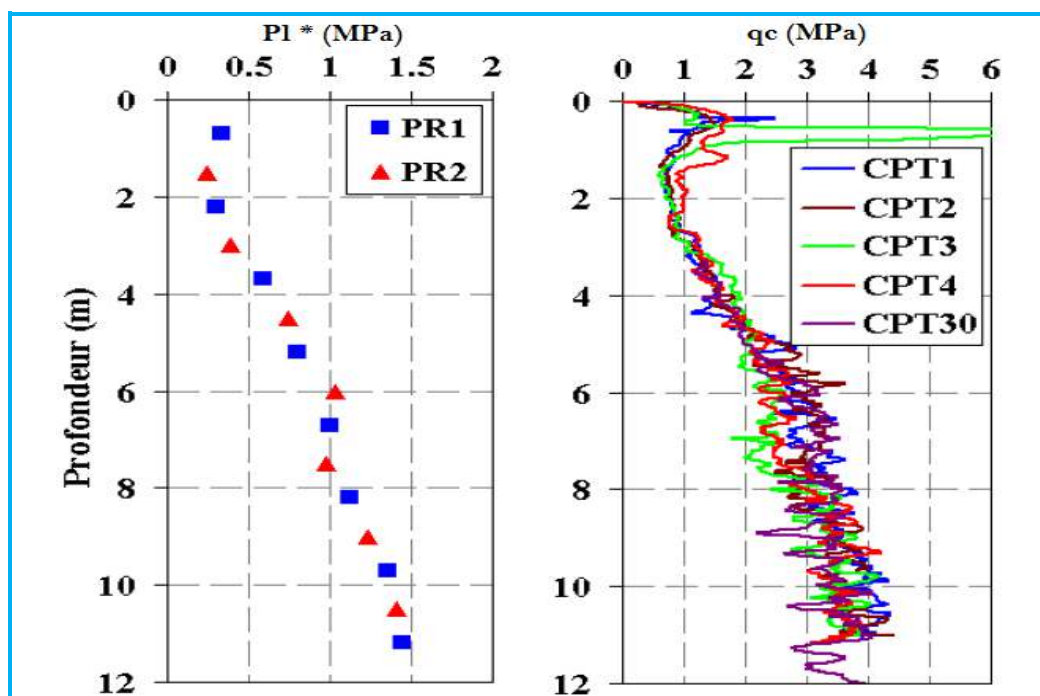 Pl * (MPa)
0 0.5 1 1.5 2
0
2
4
6
8
10
12
Profondeur (m)
PR1
PR2
qc (MPa)
0 1 2 3 4 5 6
0
2
4
6
8
10
12
CPT1
CPT2
CPT3
CPT4
CPT30